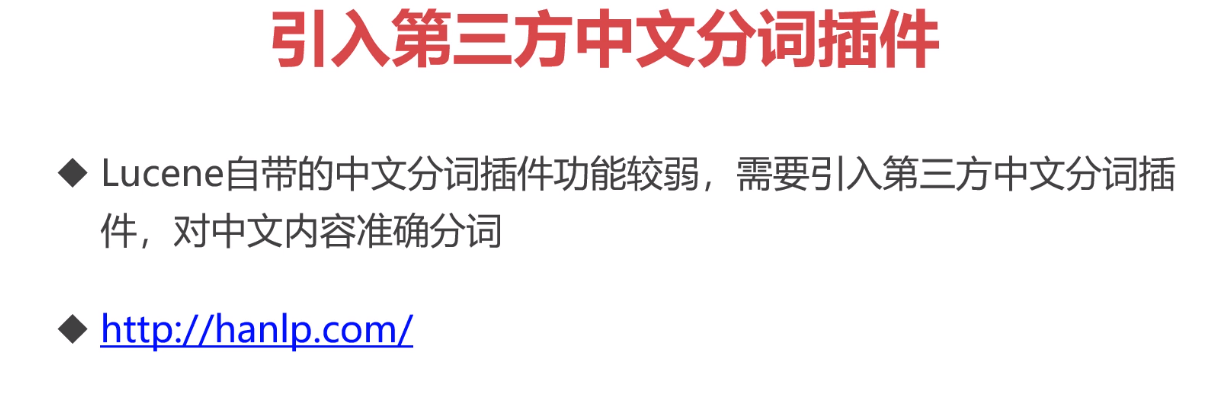 引入第三方中文分词插件
◆ Lucene自带的中文分词插件功能较弱，需要引入第三方中文分词插
件，对中文内容准确分词
◆ http://hanlp.com/